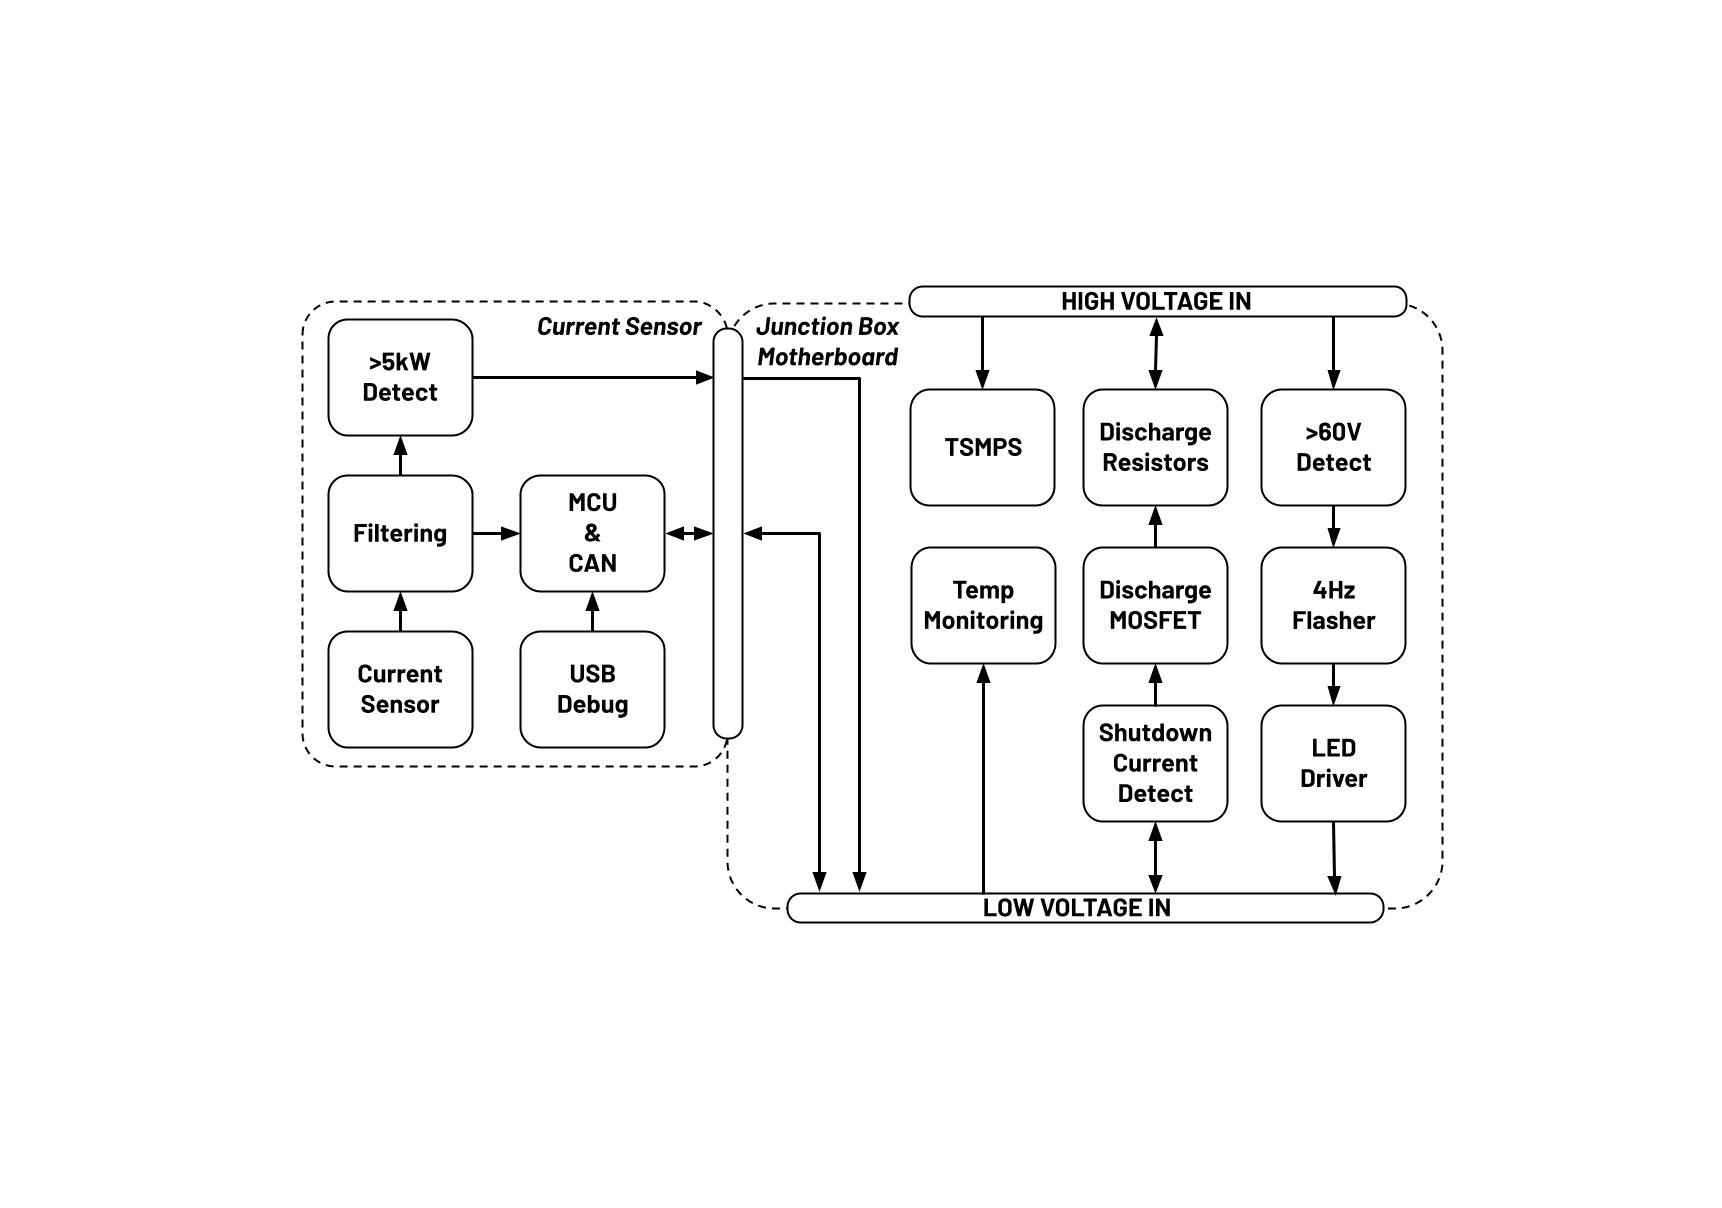 Current Sensor
>5kW
Detect
Filtering
MCU
&
CAN
Current
Sensor
USB
Debug
Junction Box
Motherboard
HIGH VOLTAGE IN
TSMPS
Discharge
Resistors
>60V
Detect
Temp
Monitoring
Discharge
MOSFET
4Hz
Flasher
Shutdown
Current
Detect
LED
Driver
LOW VOLTAGE IN